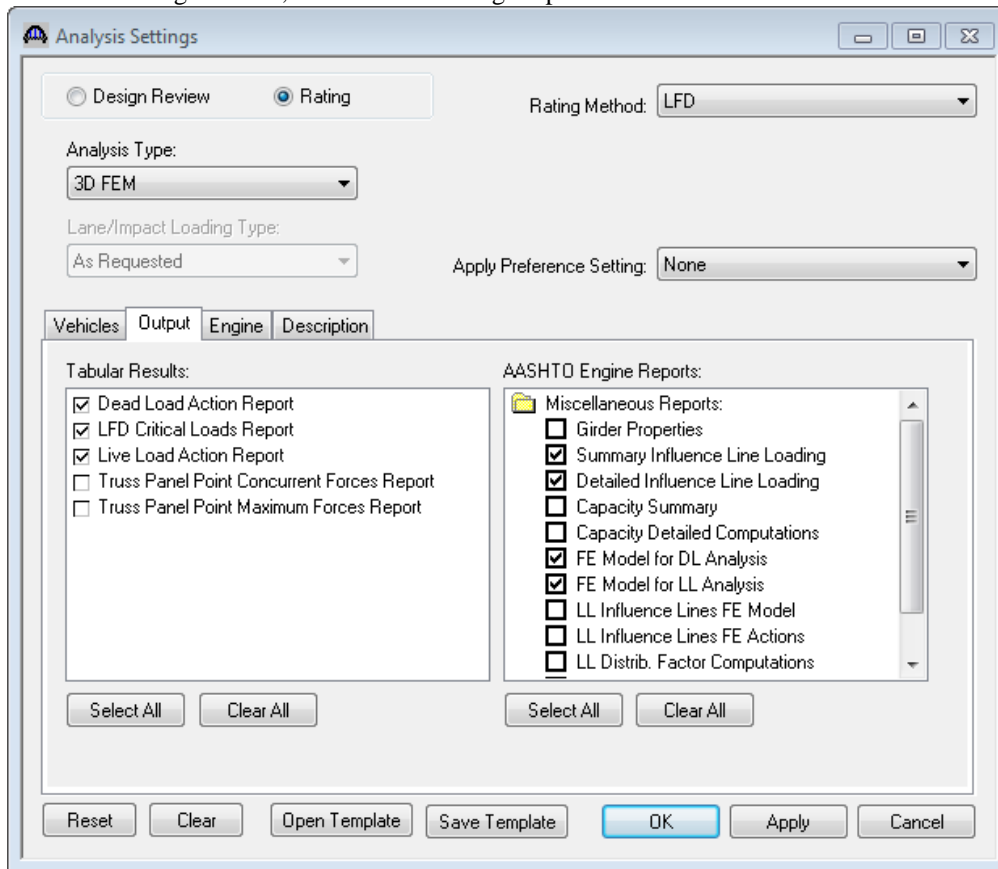 Analysis Settings
Design Review
Rating
Rating Method: LFD
Analysis Type:
3D FEM
Lane/Impact Loading Type:
As Requested
Apply Preference Setting: None
Vehicles Output Engine Description
Tabular Results:
Dead Load Action Report
LFD Critical Loads Report
Live Load Action Report
Truss Panel Point Concurrent Forces Report
Truss Panel Point Maximum Forces Report
Select All Clear All
AASHTO Engine Reports:
Miscellaneous Reports:
Girder Properties
Summary Influence Line Loading
Detailed Influence Line Loading
Capacity Summary
Capacity Detailed Computations
FE Model for DL Analysis
FE Model for LL Analysis
LL Influence Lines FE Model
LL Influence Lines FE Actions
LL Distrib. Factor Computations
Select All Clear All
Reset Clear Open Template Save Template OK Apply Cancel